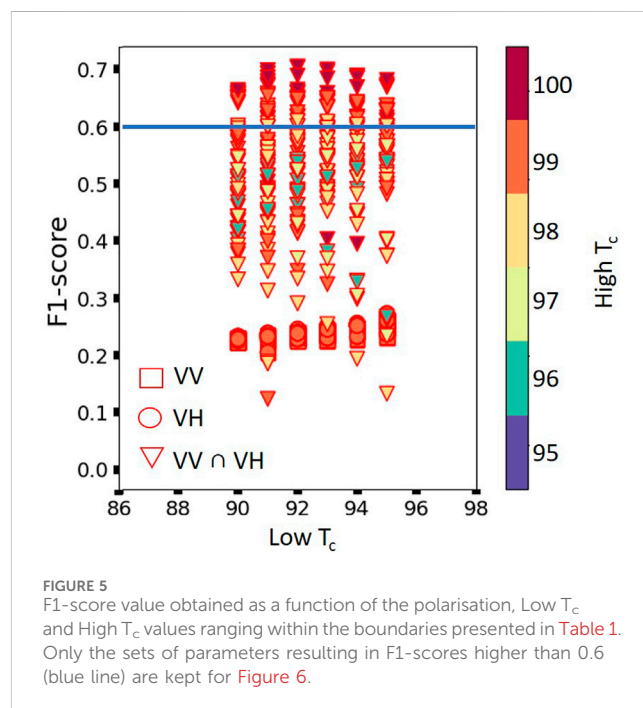 0.7
0.6
0.5
0.4
0.3
0.2
0.1
0.0
F1-score
VV
VH
VV ∩ VH
86 88 90 92 94 96 98
Low Tc
100
99
98
97
96
95
High Tc
FIGURE 5
F1-score value obtained as a function of the polarisation, Low Tc
and High Tc values ranging within the boundaries presented in Table 1.
Only the sets of parameters resulting in F1-scores higher than 0.6
(blue line) are kept for Figure 6.